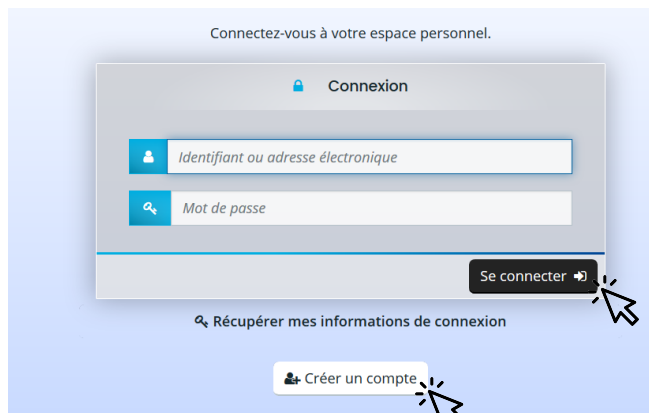 Connectez-vous à votre espace personnel.
Connexion
Identifiant ou adresse électronique
Mot de passe
Se connecter
Récupérer mes informations de connexion
Créer un compte